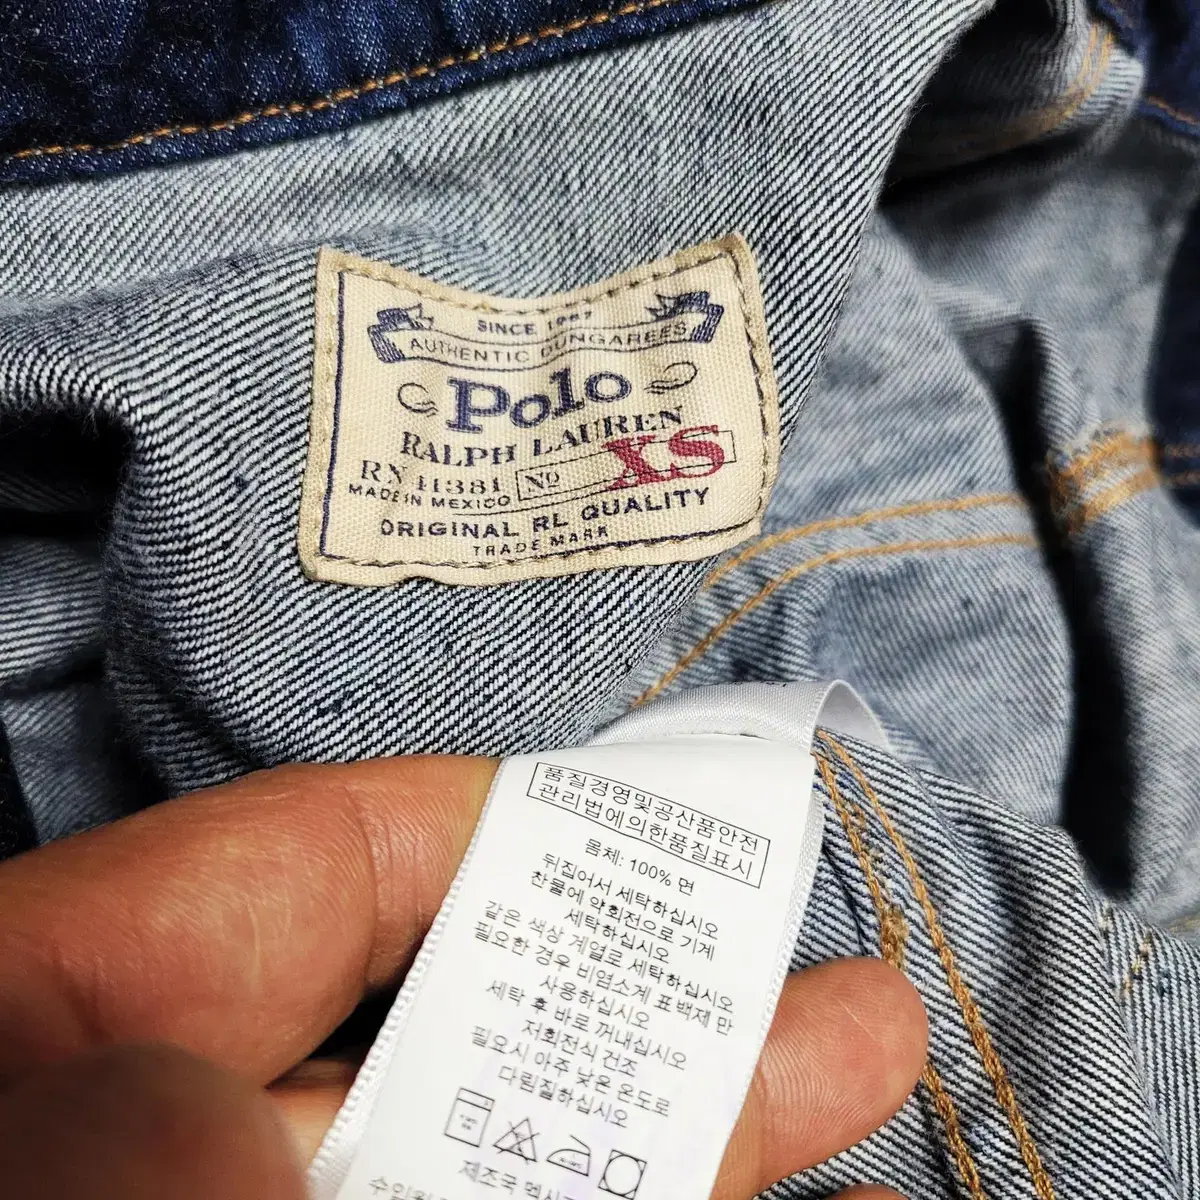 SINCE 1967
AUTHENTIC DUNGAREES
Polo
RALPH LAUREN
RN 41381 NO XS
MADE IN MEXICO
ORIGINAL RL QUALITY
TRADE MARK
품질경영및공산품안전
관리법에의한품질표시
몸체: 100% 면
뒤집어서 세탁하십시오
찬물에 약회전으로 기계
세탁하십시오
같은 색상 계열로 세탁하십시오
필요한 경우 비염소계 표백제 만
사용하십시오
세탁 후 바로 꺼내십시오
저회전식 건조
필요시 아주 낮은 온도로
다림질하십시오
제조국